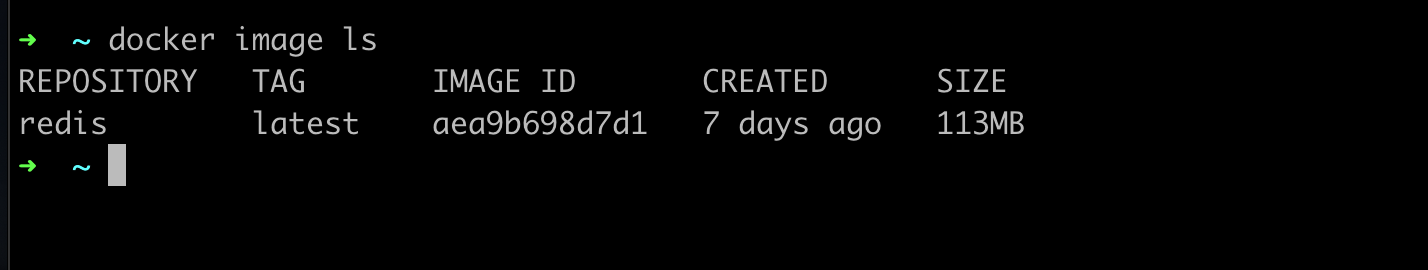 ➜ ~ docker image ls
REPOSITORY TAG IMAGE ID CREATED SIZE
redis latest aea9b698d7d1 7 days ago 113MB
➜ ~